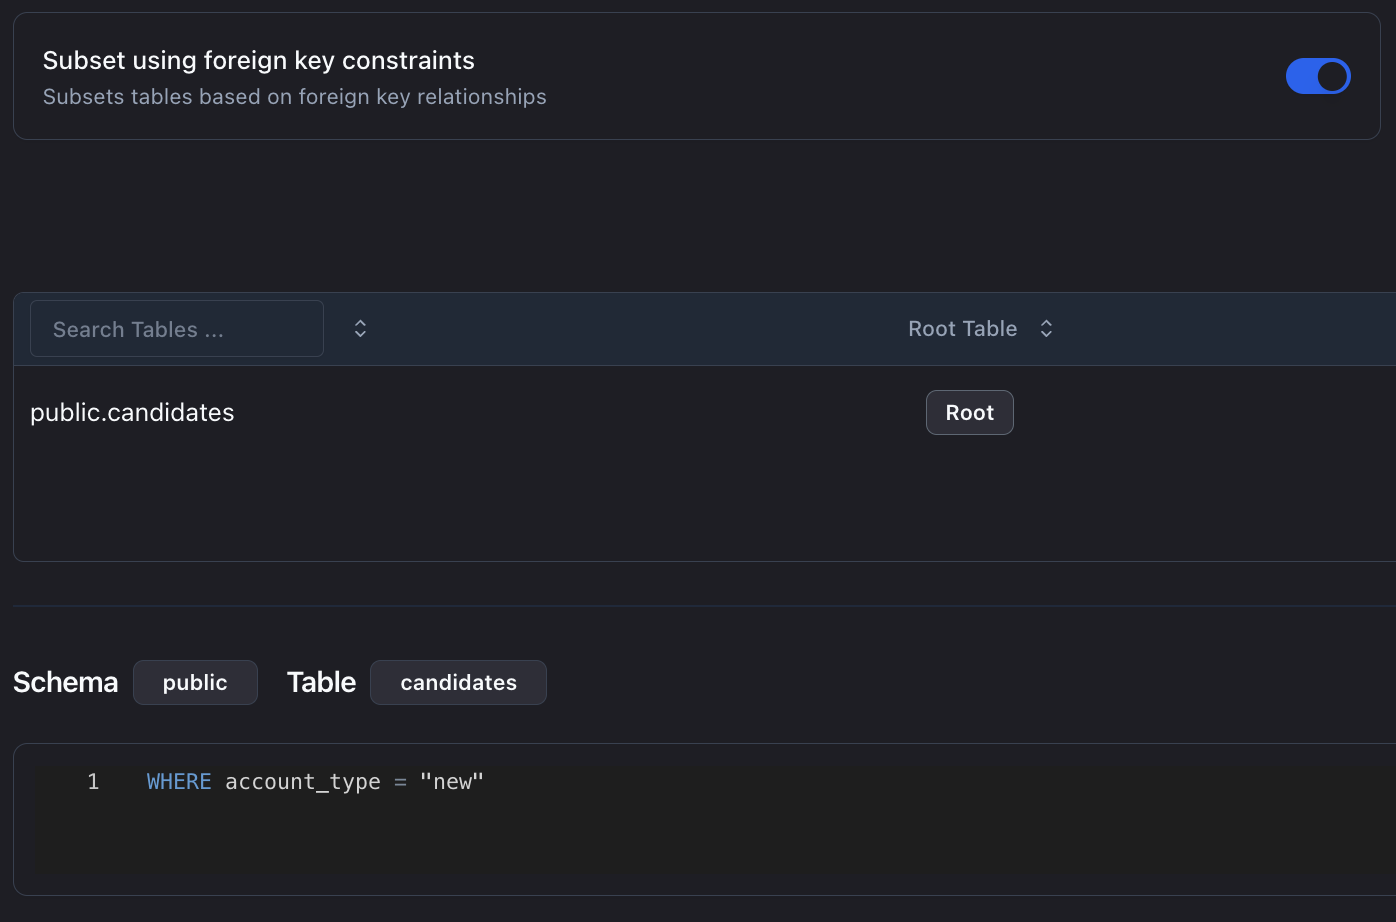 Subset using foreign key constraints
Subsets tables based on foreign key relationships
Search Tables ...
Root Table
public.candidates
Root
Schema public Table candidates
1 WHERE account_type = "new"